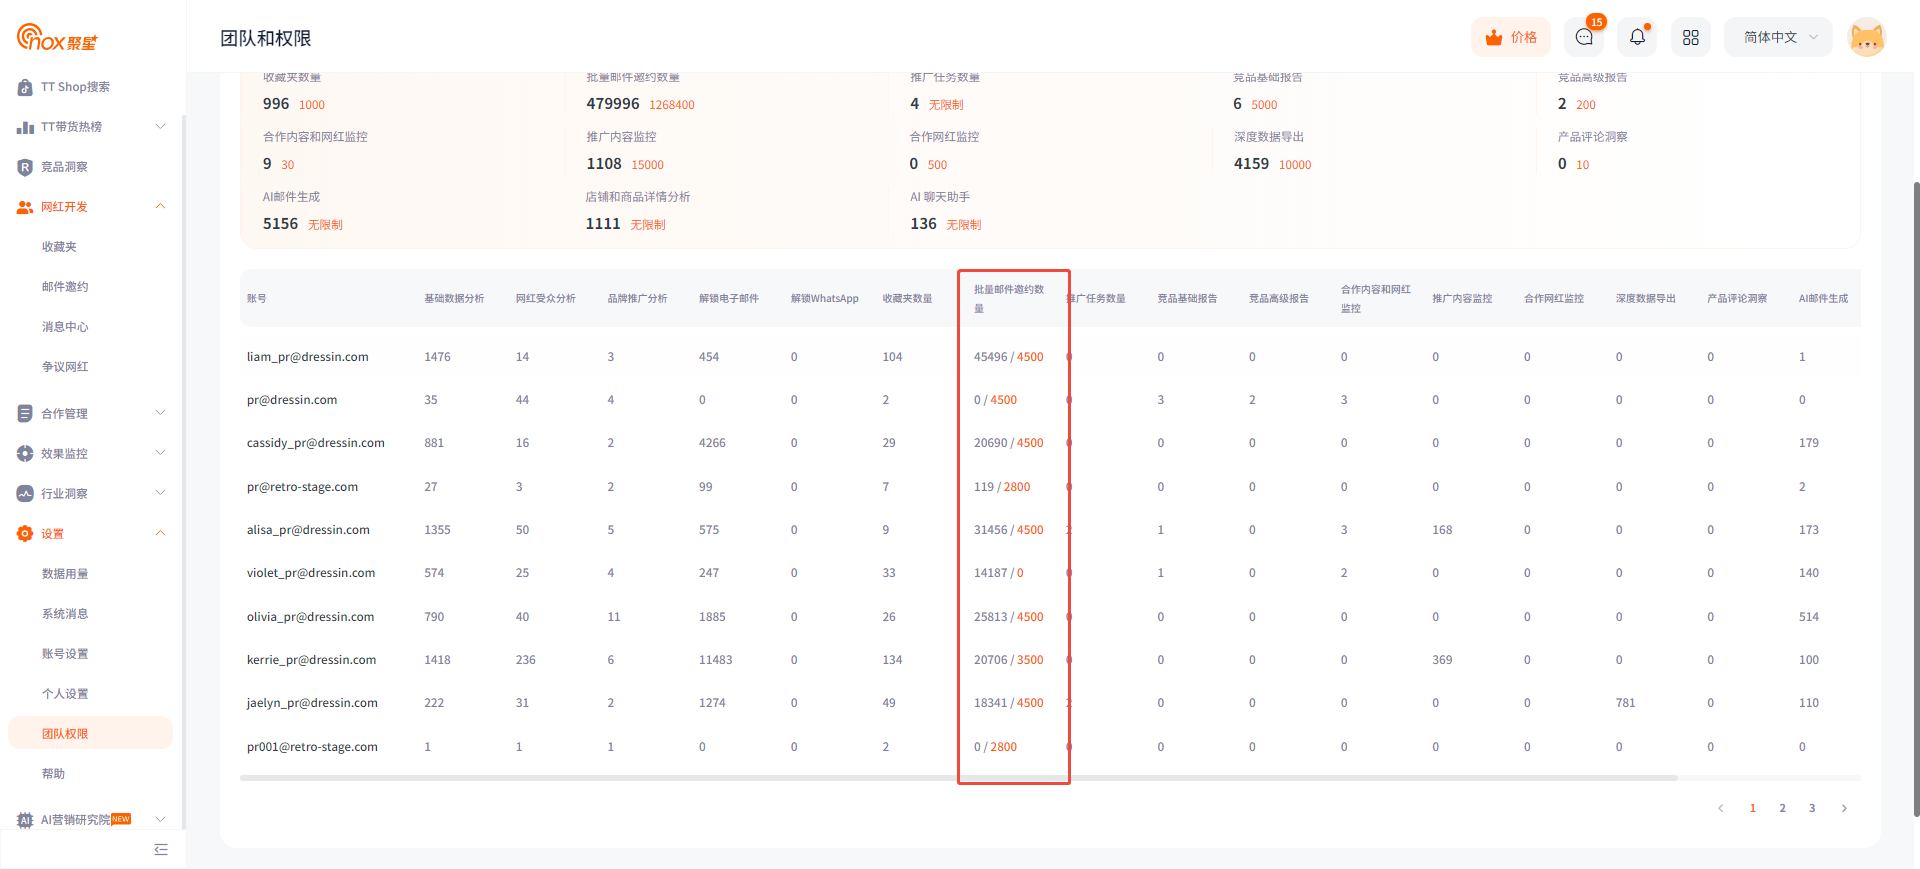 nox聚星
团队和权限
价格
15
简体中文
TT Shop搜索
TT带货热榜
竞品洞察
网红开发
收藏夹
邮件邀约
消息中心
争议网红
合作管理
效果监控
行业洞察
设置
数据用量
系统消息
账号设置
个人设置
团队权限
帮助
AI营销研究院 NEW
收藏夹数量 批量邮件邀约数量 推广任务数量 竞品基础报告 竞品高级报告
996 1000 479996 1268400 4 无限制 6 5000 2 200
合作内容和网红监控 推广内容监控 合作网红监控 深度数据导出 产品评论洞察
9 30 1108 15000 0 500 4159 10000 0 10
AI邮件生成 店铺和商品详情分析 AI 聊天助手
5156 无限制 1111 无限制 136 无限制
账号 基础数据分析 网红受众分析 品牌推广分析 解锁电子邮件 解锁WhatsApp 收藏夹数量 批量邮件邀约数量 推广任务数量 竞品基础报告 竞品高级报告 合作内容和网红监控 推广内容监控 合作网红监控 深度数据导出 产品评论洞察 AI邮件生成
liam_pr@dressin.com 1476 14 3 454 0 104 45496 / 4500 0 0 0 0 0 0 0 0 1
pr@dressin.com 35 44 4 0 0 2 0 / 4500 0 3 2 3 0 0 0 0 0
cassidy_pr@dressin.com 881 16 2 4266 0 29 20690 / 4500 0 0 0 0 0 0 0 0 179
pr@retro-stage.com 27 3 2 99 0 7 119 / 2800 0 0 0 0 0 0 0 0 2
alisa_pr@dressin.com 1355 50 5 575 0 9 31456 / 4500 2 1 0 3 168 0 0 0 173
violet_pr@dressin.com 574 25 4 247 0 33 14187 / 0 0 1 0 2 0 0 0 0 140
olivia_pr@dressin.com 790 40 11 1885 0 26 25813 / 4500 0 0 0 0 0 0 0 0 514
kerrie_pr@dressin.com 1418 236 6 11483 0 134 20706 / 3500 0 0 0 0 369 0 0 0 100
jaelyn_pr@dressin.com 222 31 2 1274 0 49 18341 / 4500 2 0 0 0 0 0 781 0 110
pr001@retro-stage.com 1 1 1 0 0 2 0 / 2800 0 0 0 0 0 0 0 0 0
1 2 3